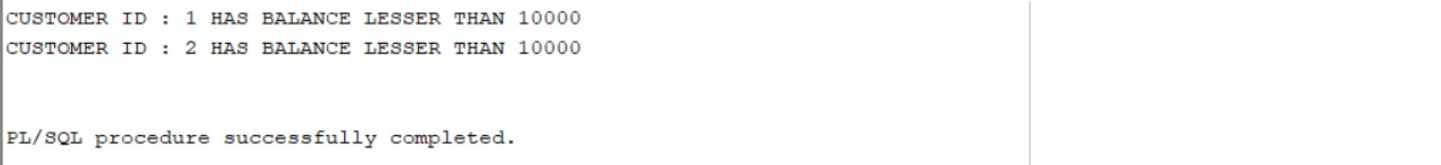 CUSTOMER ID : 1 HAS BALANCE LESSER THAN 10000
CUSTOMER ID : 2 HAS BALANCE LESSER THAN 10000
PL/SQL procedure successfully completed.